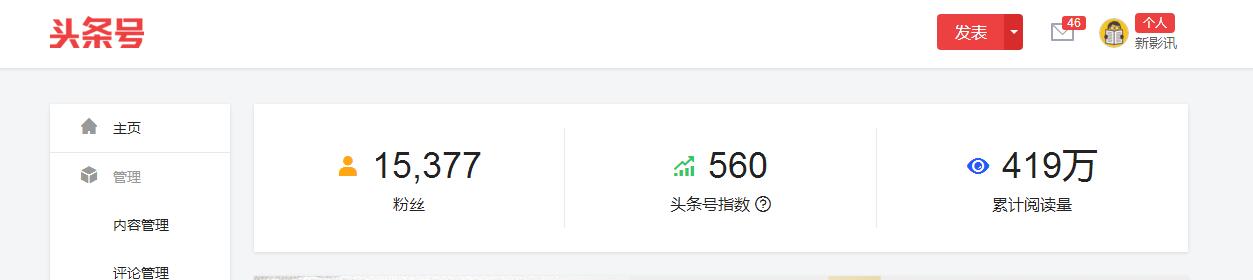 头条号
发表
46
个人
新影讯
主页
管理
内容管理
评论管理
15,377
粉丝
560
头条号指数 ?
419万
累计阅读量